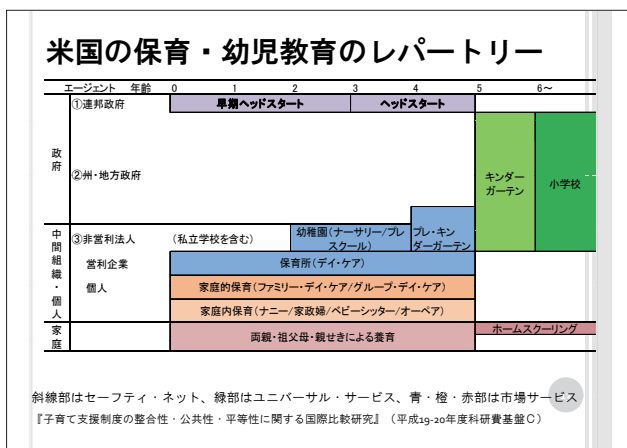 米国の保育・幼児教育のレパートリー
エージェント 年齢 0 1 2 3 4 5 6～
政府
①連邦政府
早期ヘッドスタート
ヘッドスタート
②州・地方政府
キンダー
ガーテン
小学校
中間組織・個人
③非営利法人
(私立学校を含む)
幼稚園(ナーサリー/プレ
スクール)
プレ・キン
ダーガーテン
営利企業
保育所(デイ・ケア)
個人
家庭的保育(ファミリー・デイ・ケア/グループ・デイ・ケア)
家庭内保育(ナニー/家政婦/ベビーシッター/オーペア)
家庭
両親・祖父母・親せきによる養育
ホームスクーリング
斜線部はセーフティ・ネット、緑部はユニバーサル・サービス、青・橙・赤部は市場サービス
『子育て支援制度の整合性・公共性・平等性に関する国際比較研究』（平成19-20年度科研費基盤Ｃ）